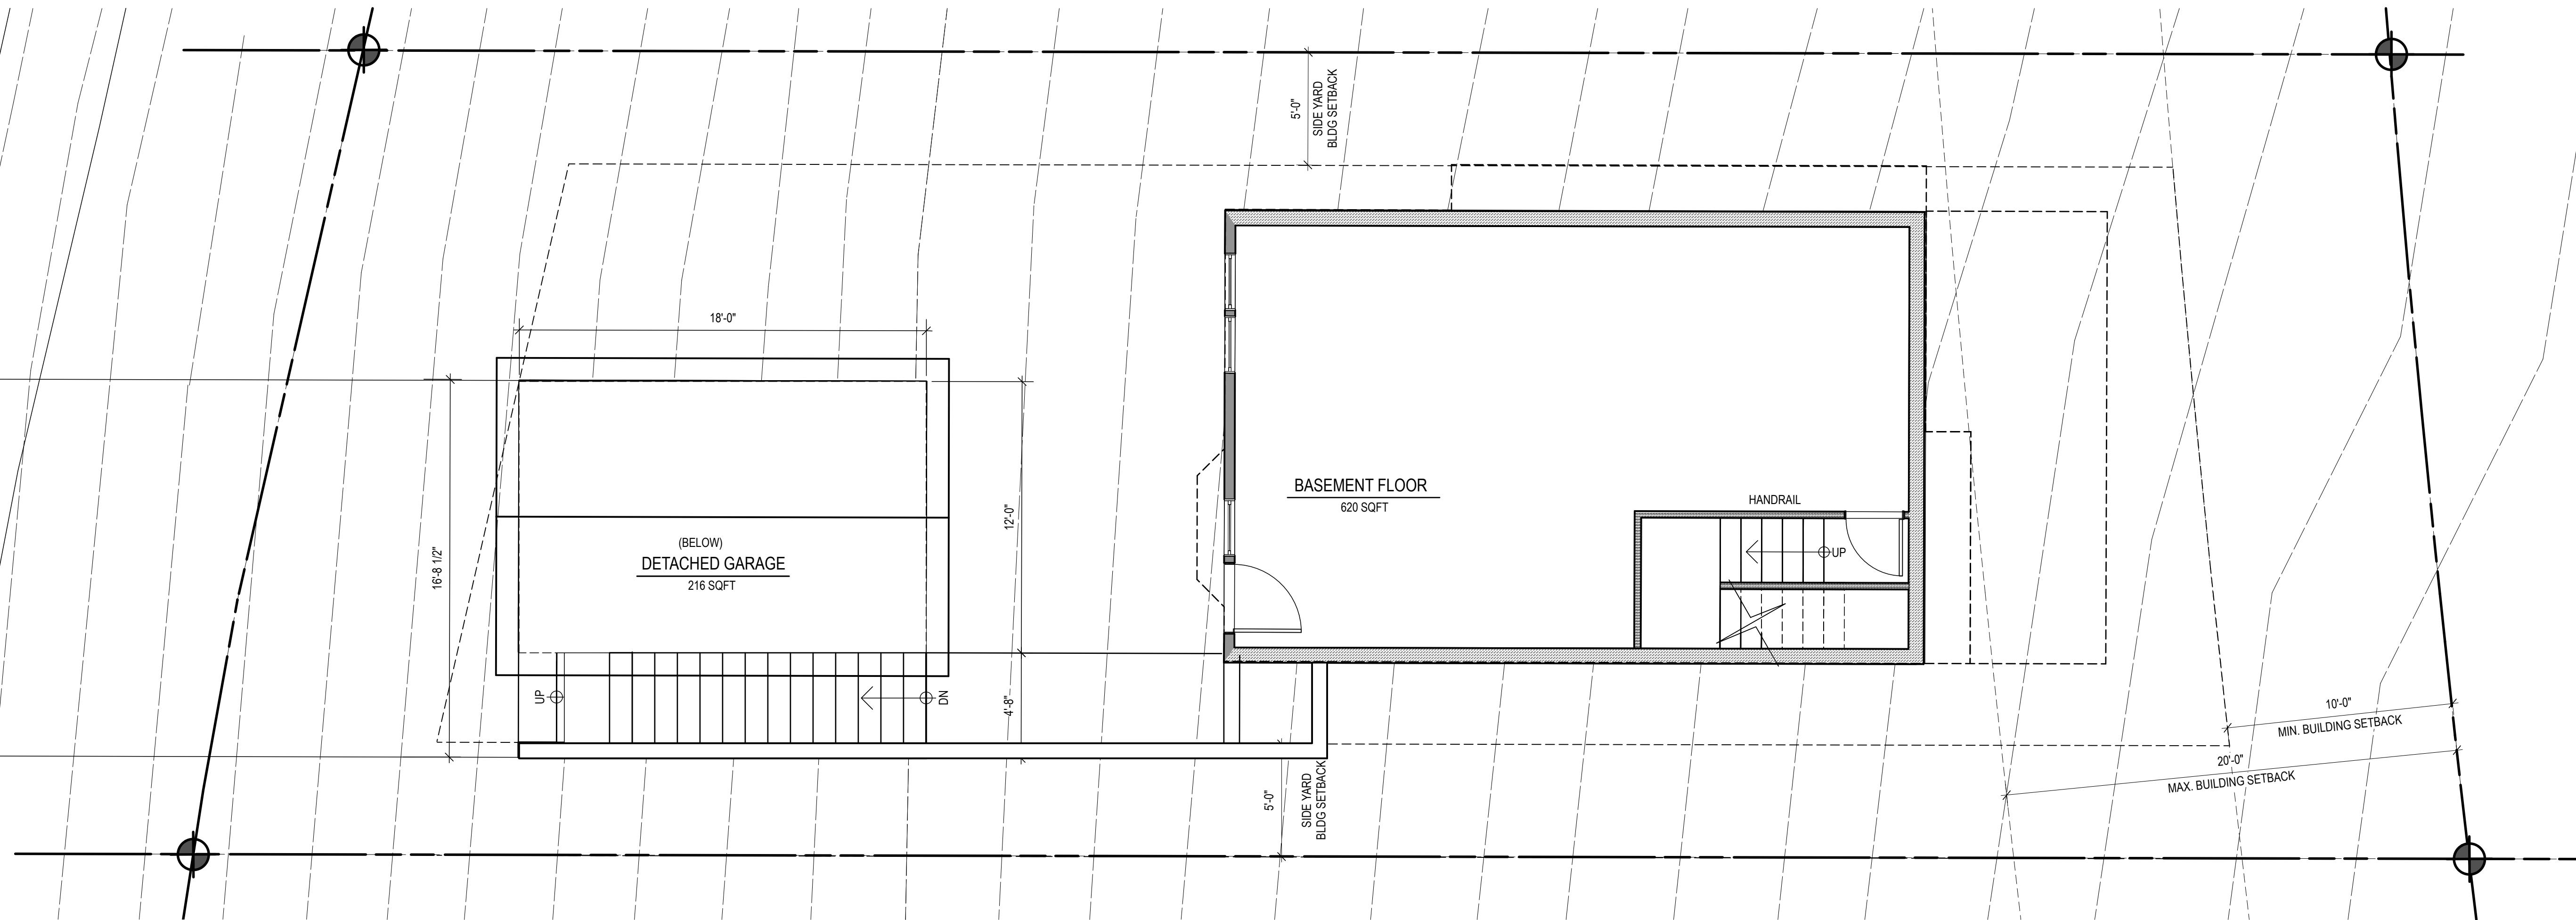 5'-0"
SIDE YARD
BLDG SETBACK
18'-0"
16'-8 1/2"
12'-0"
4'-8"
(BELOW)
DETACHED GARAGE
216 SQFT
UP
DN
BASEMENT FLOOR
620 SQFT
HANDRAIL
UP
5'-0"
SIDE YARD
BLDG SETBACK
10'-0"
MIN. BUILDING SETBACK
20'-0"
MAX. BUILDING SETBACK